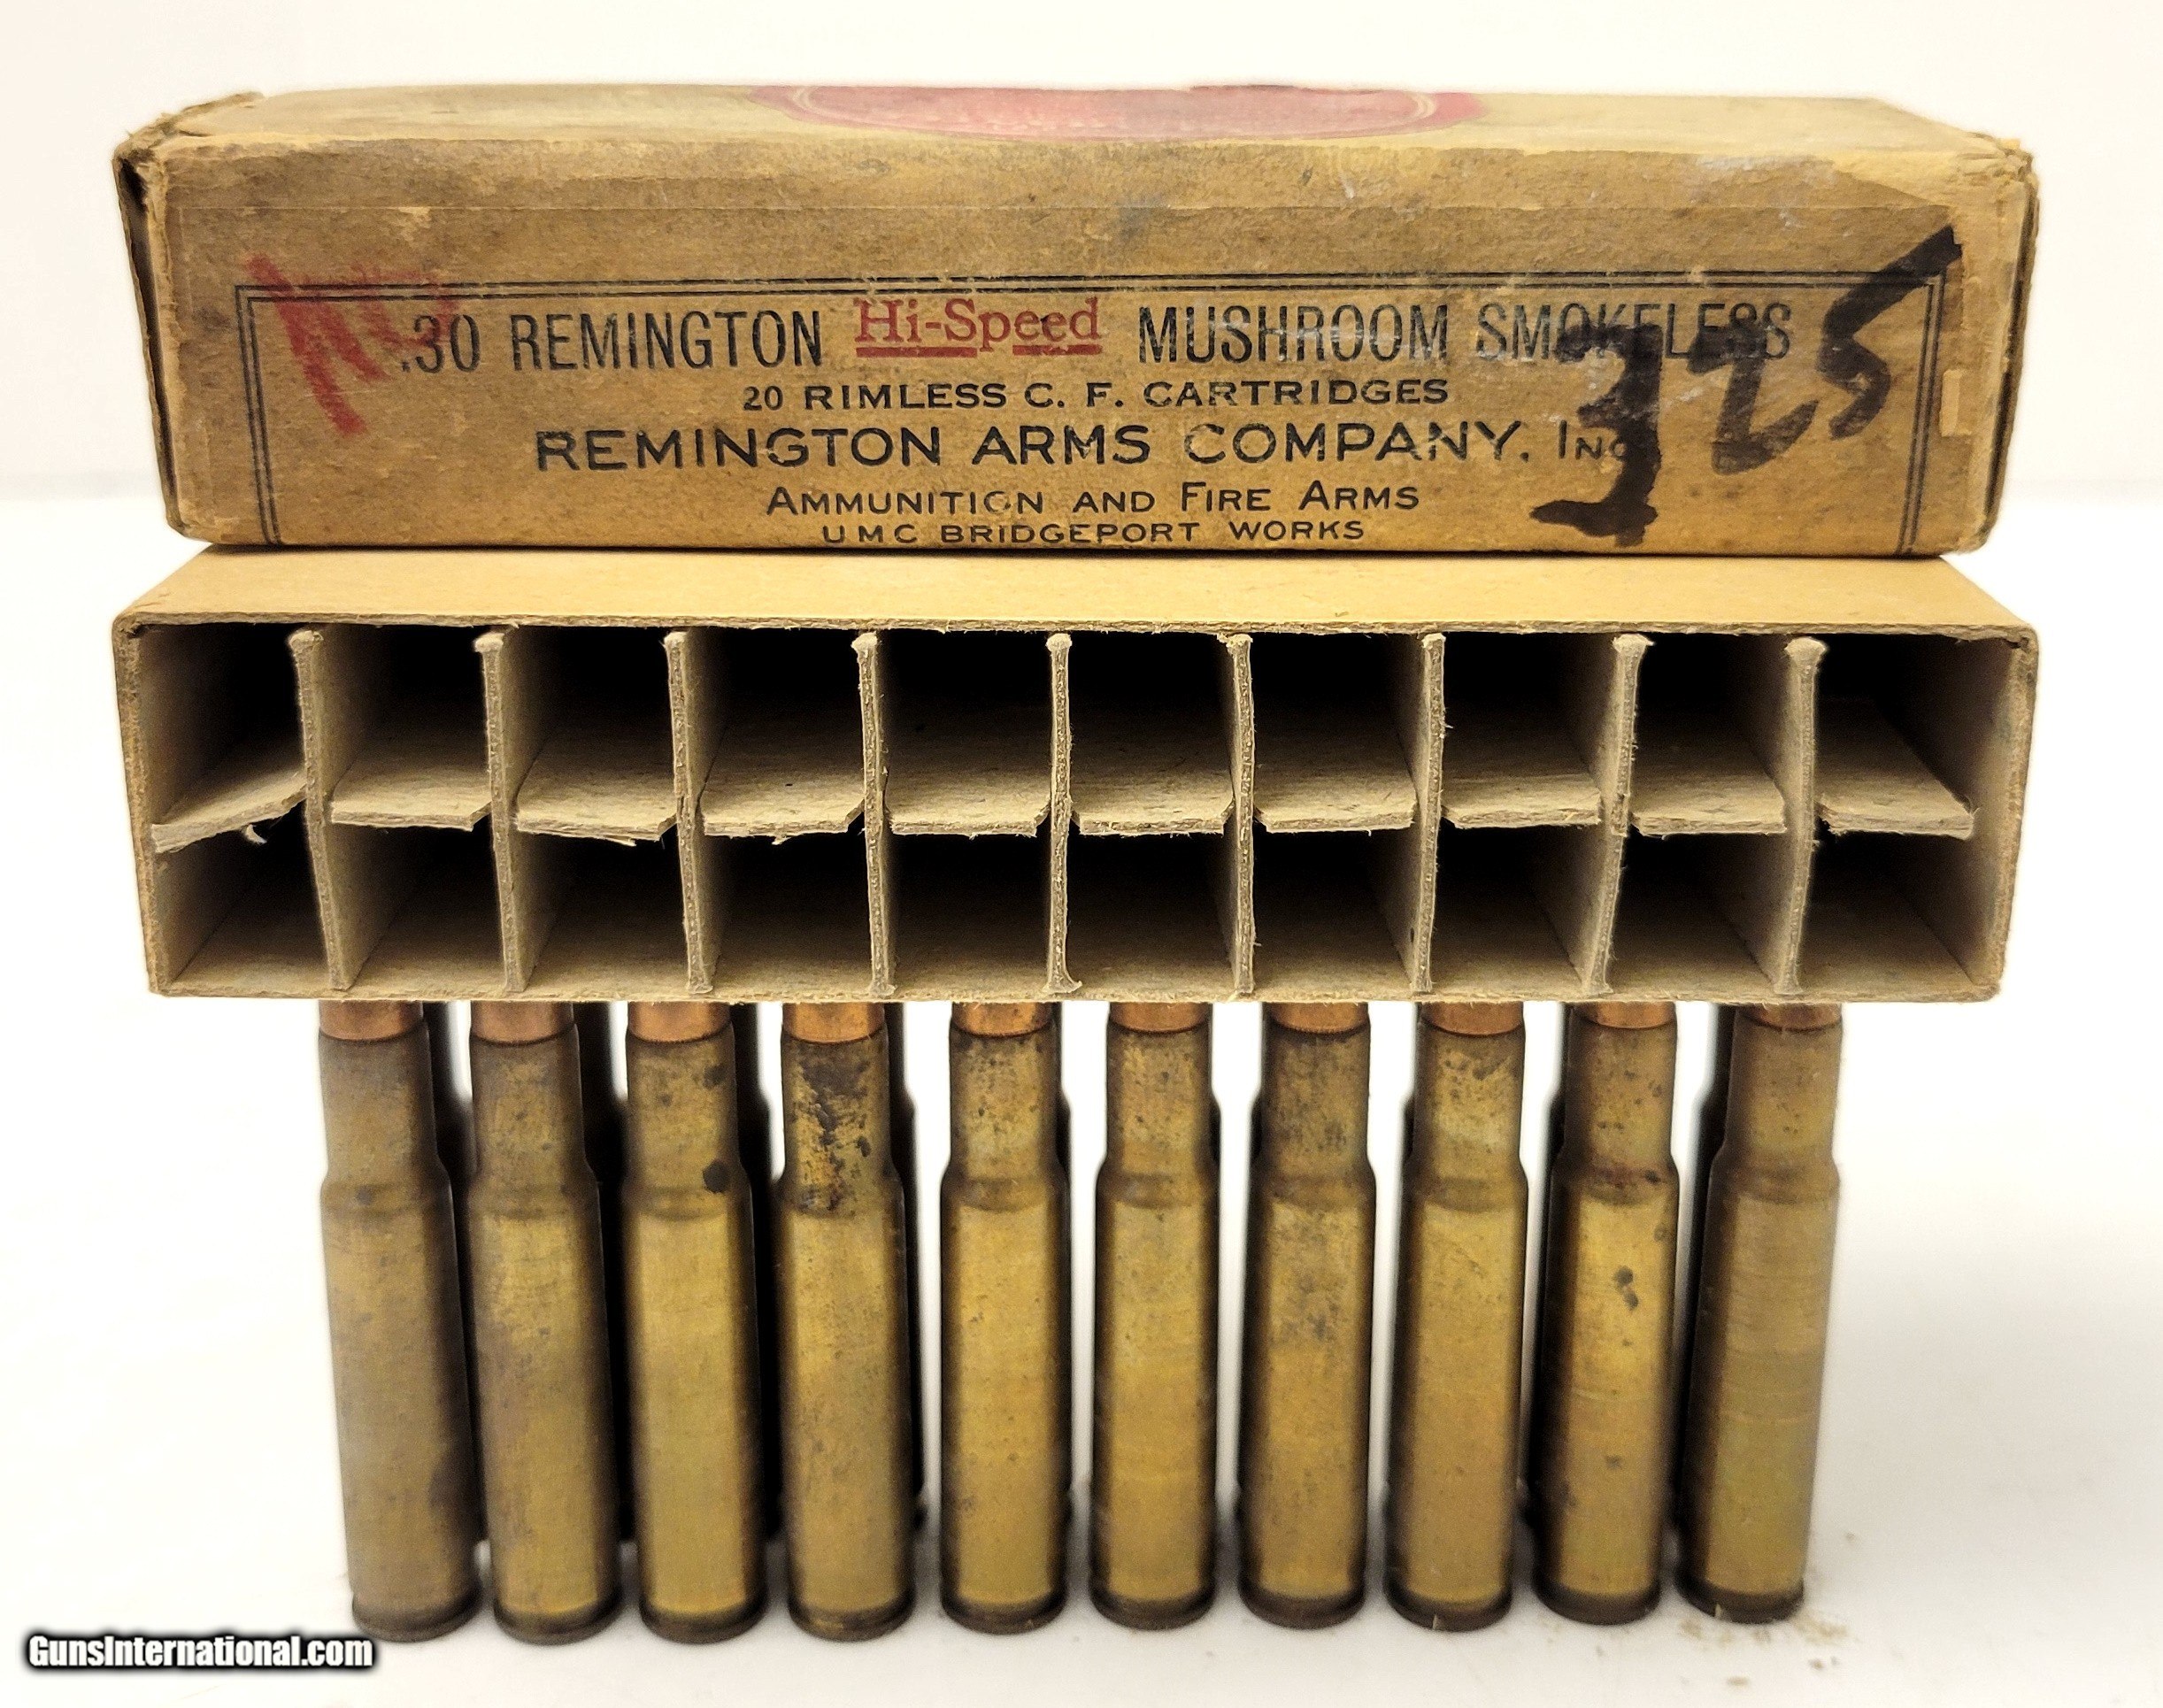 .30 REMINGTON Hi-Speed MUSHROOM SMOKELESS
20 RIMLESS C. F. CARTRIDGES
REMINGTON ARMS COMPANY, INC
AMMUNITION AND FIRE ARMS
UMC BRIDGEPORT WORKS
325
GunsInternational.com